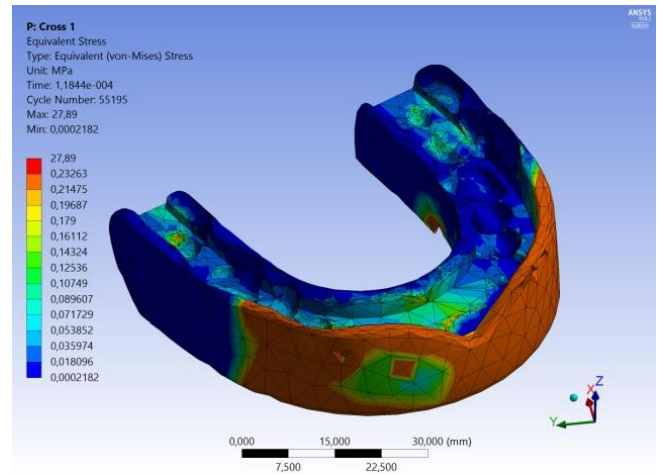 P: Cross 1
Equivalent Stress
Type: Equivalent (von-Mises) Stress
Unit: MPa
Time: 1,1844e-004
Cycle Number: 55195
Max: 27,89
Min: 0,0002182
27,89
0,23263
0,21475
0,19687
0,179
0,16112
0,14324
0,12536
0,10749
0,089607
0,071729
0,053852
0,035974
0,018096
0,0002182
ANSYS
0,000 15,000 30,000 (mm)
7,500 22,500
Z
X
Y